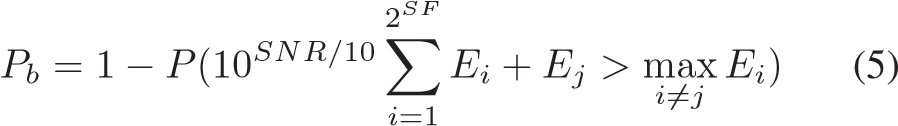 $P_b = 1 - P(10^{SNR/10} \sum_{i=1}^{2^{SF}} E_i + E_j > \max_{i \neq j} E_i)$ (5)